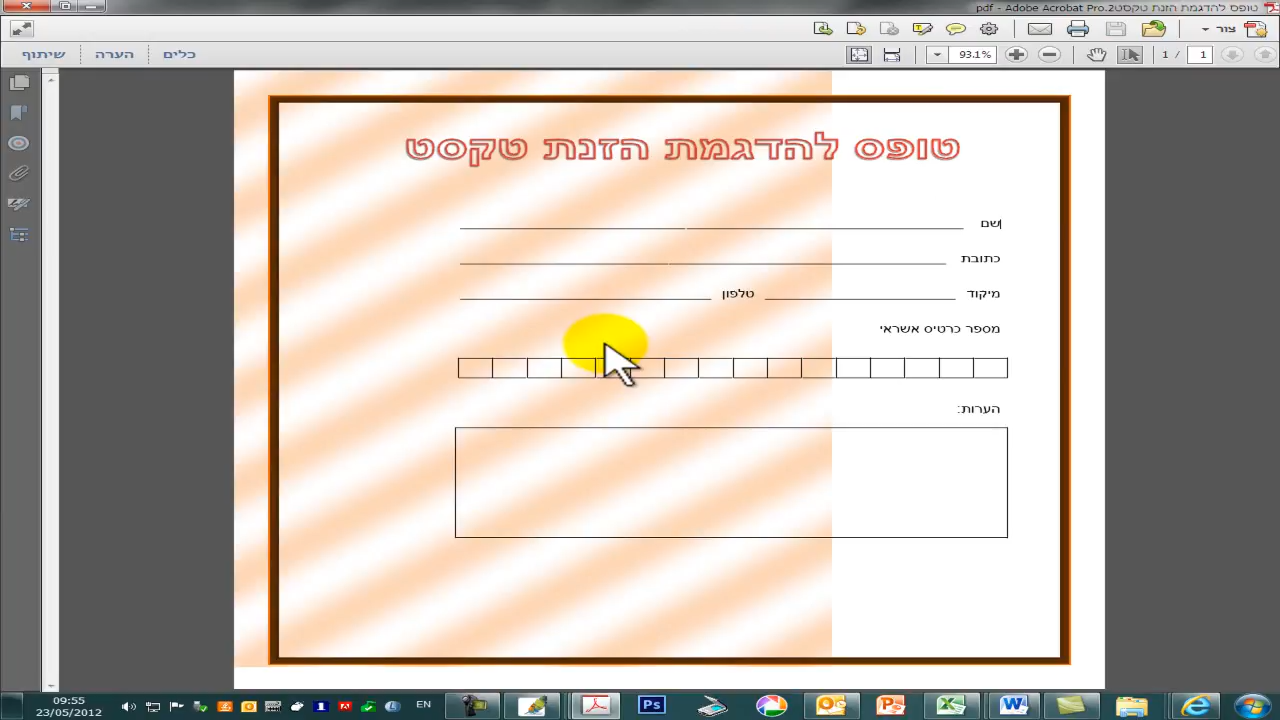 טופס להדגמת הזנת טקסט2.pdf - Adobe Acrobat Pro
צור
93.1%
1 / 1
כלים
הערה
שיתוף
טופס להדגמת הזנת טקסט
שם
כתובת
מיקוד
טלפון
מספר כרטיס אשראי
הערות:
EN
09:55
23/05/2012